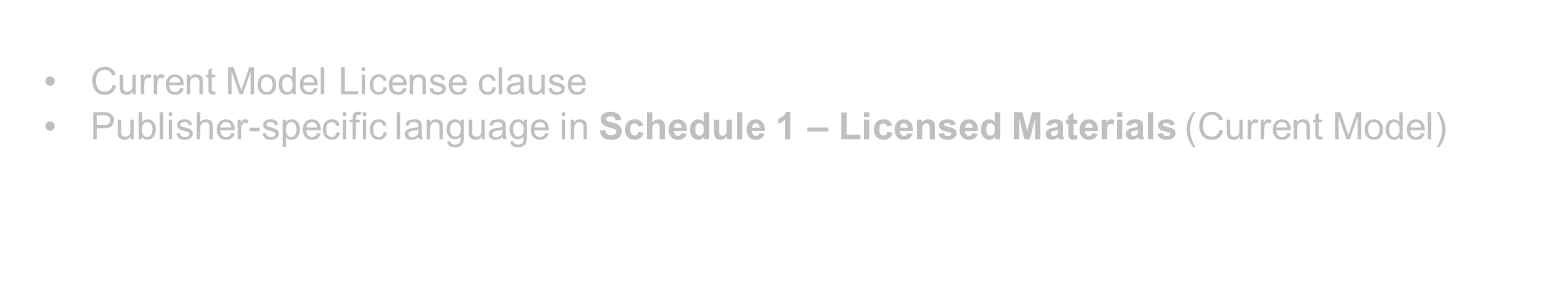 • Current Model License clause
• Publisher-specific language in Schedule 1 – Licensed Materials (Current Model)